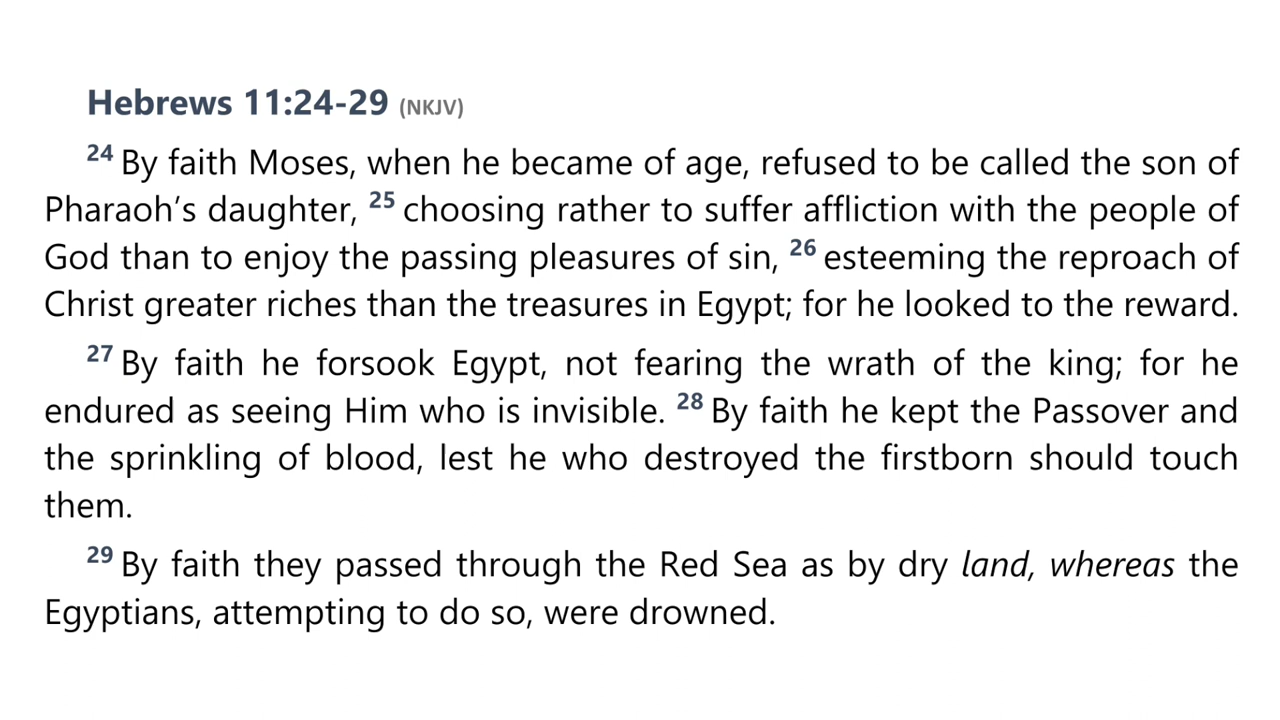 Hebrews 11:24-29 (NKJV)
24 By faith Moses, when he became of age, refused to be called the son of
Pharaoh’s daughter, 25 choosing rather to suffer affliction with the people of
God than to enjoy the passing pleasures of sin, 26 esteeming the reproach of
Christ greater riches than the treasures in Egypt; for he looked to the reward.
27 By faith he forsook Egypt, not fearing the wrath of the king; for he
endured as seeing Him who is invisible. 28 By faith he kept the Passover and
the sprinkling of blood, lest he who destroyed the firstborn should touch
them.
29 By faith they passed through the Red Sea as by dry land, whereas the
Egyptians, attempting to do so, were drowned.